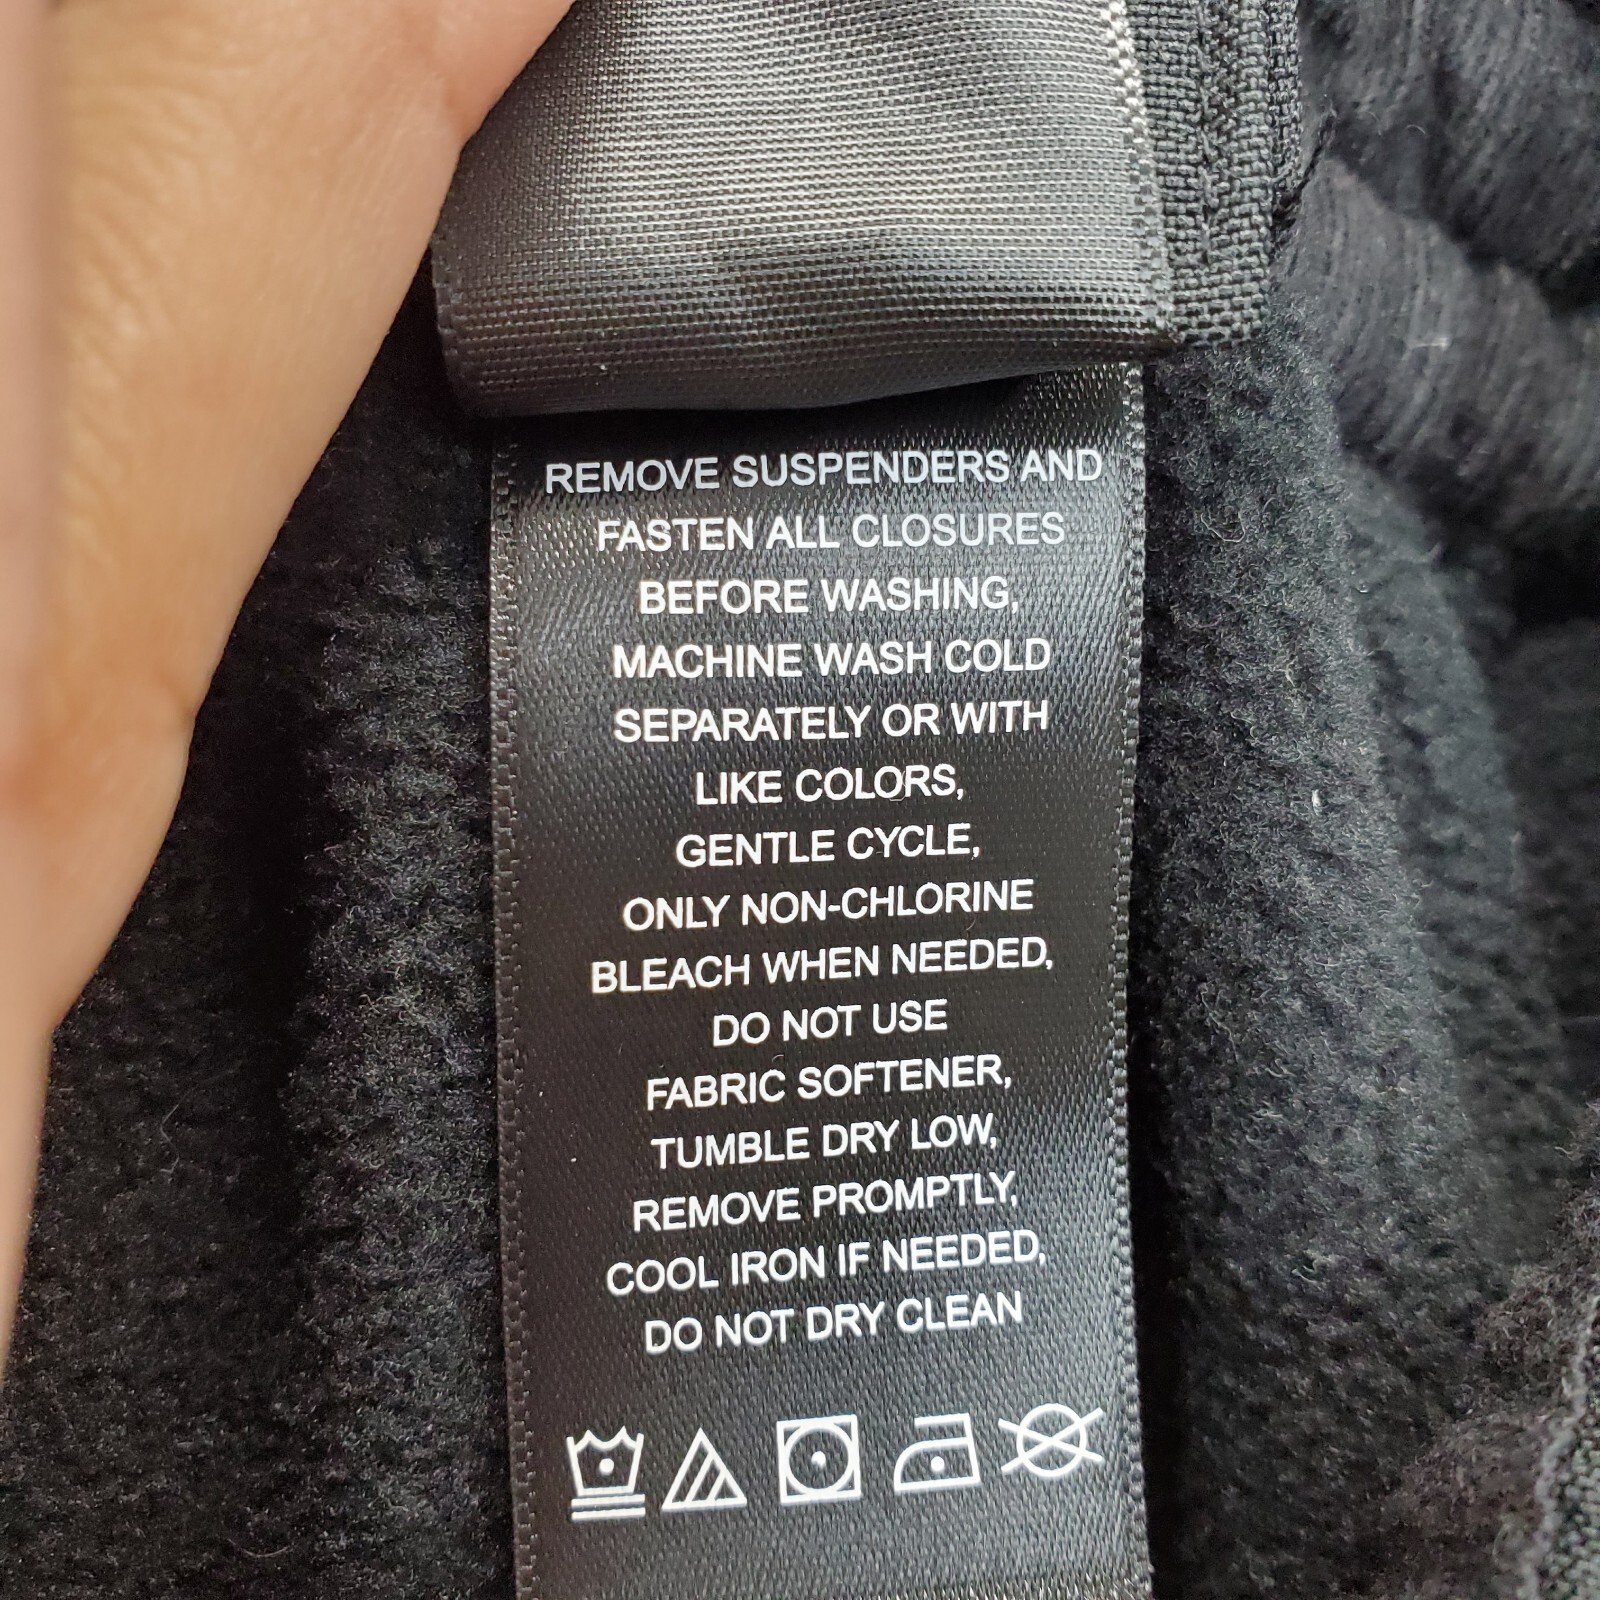 REMOVE SUSPENDERS AND
FASTEN ALL CLOSURES
BEFORE WASHING,
MACHINE WASH COLD
SEPARATELY OR WITH
LIKE COLORS,
GENTLE CYCLE,
ONLY NON-CHLORINE
BLEACH WHEN NEEDED,
DO NOT USE
FABRIC SOFTENER,
TUMBLE DRY LOW,
REMOVE PROMPTLY,
COOL IRON IF NEEDED,
DO NOT DRY CLEAN